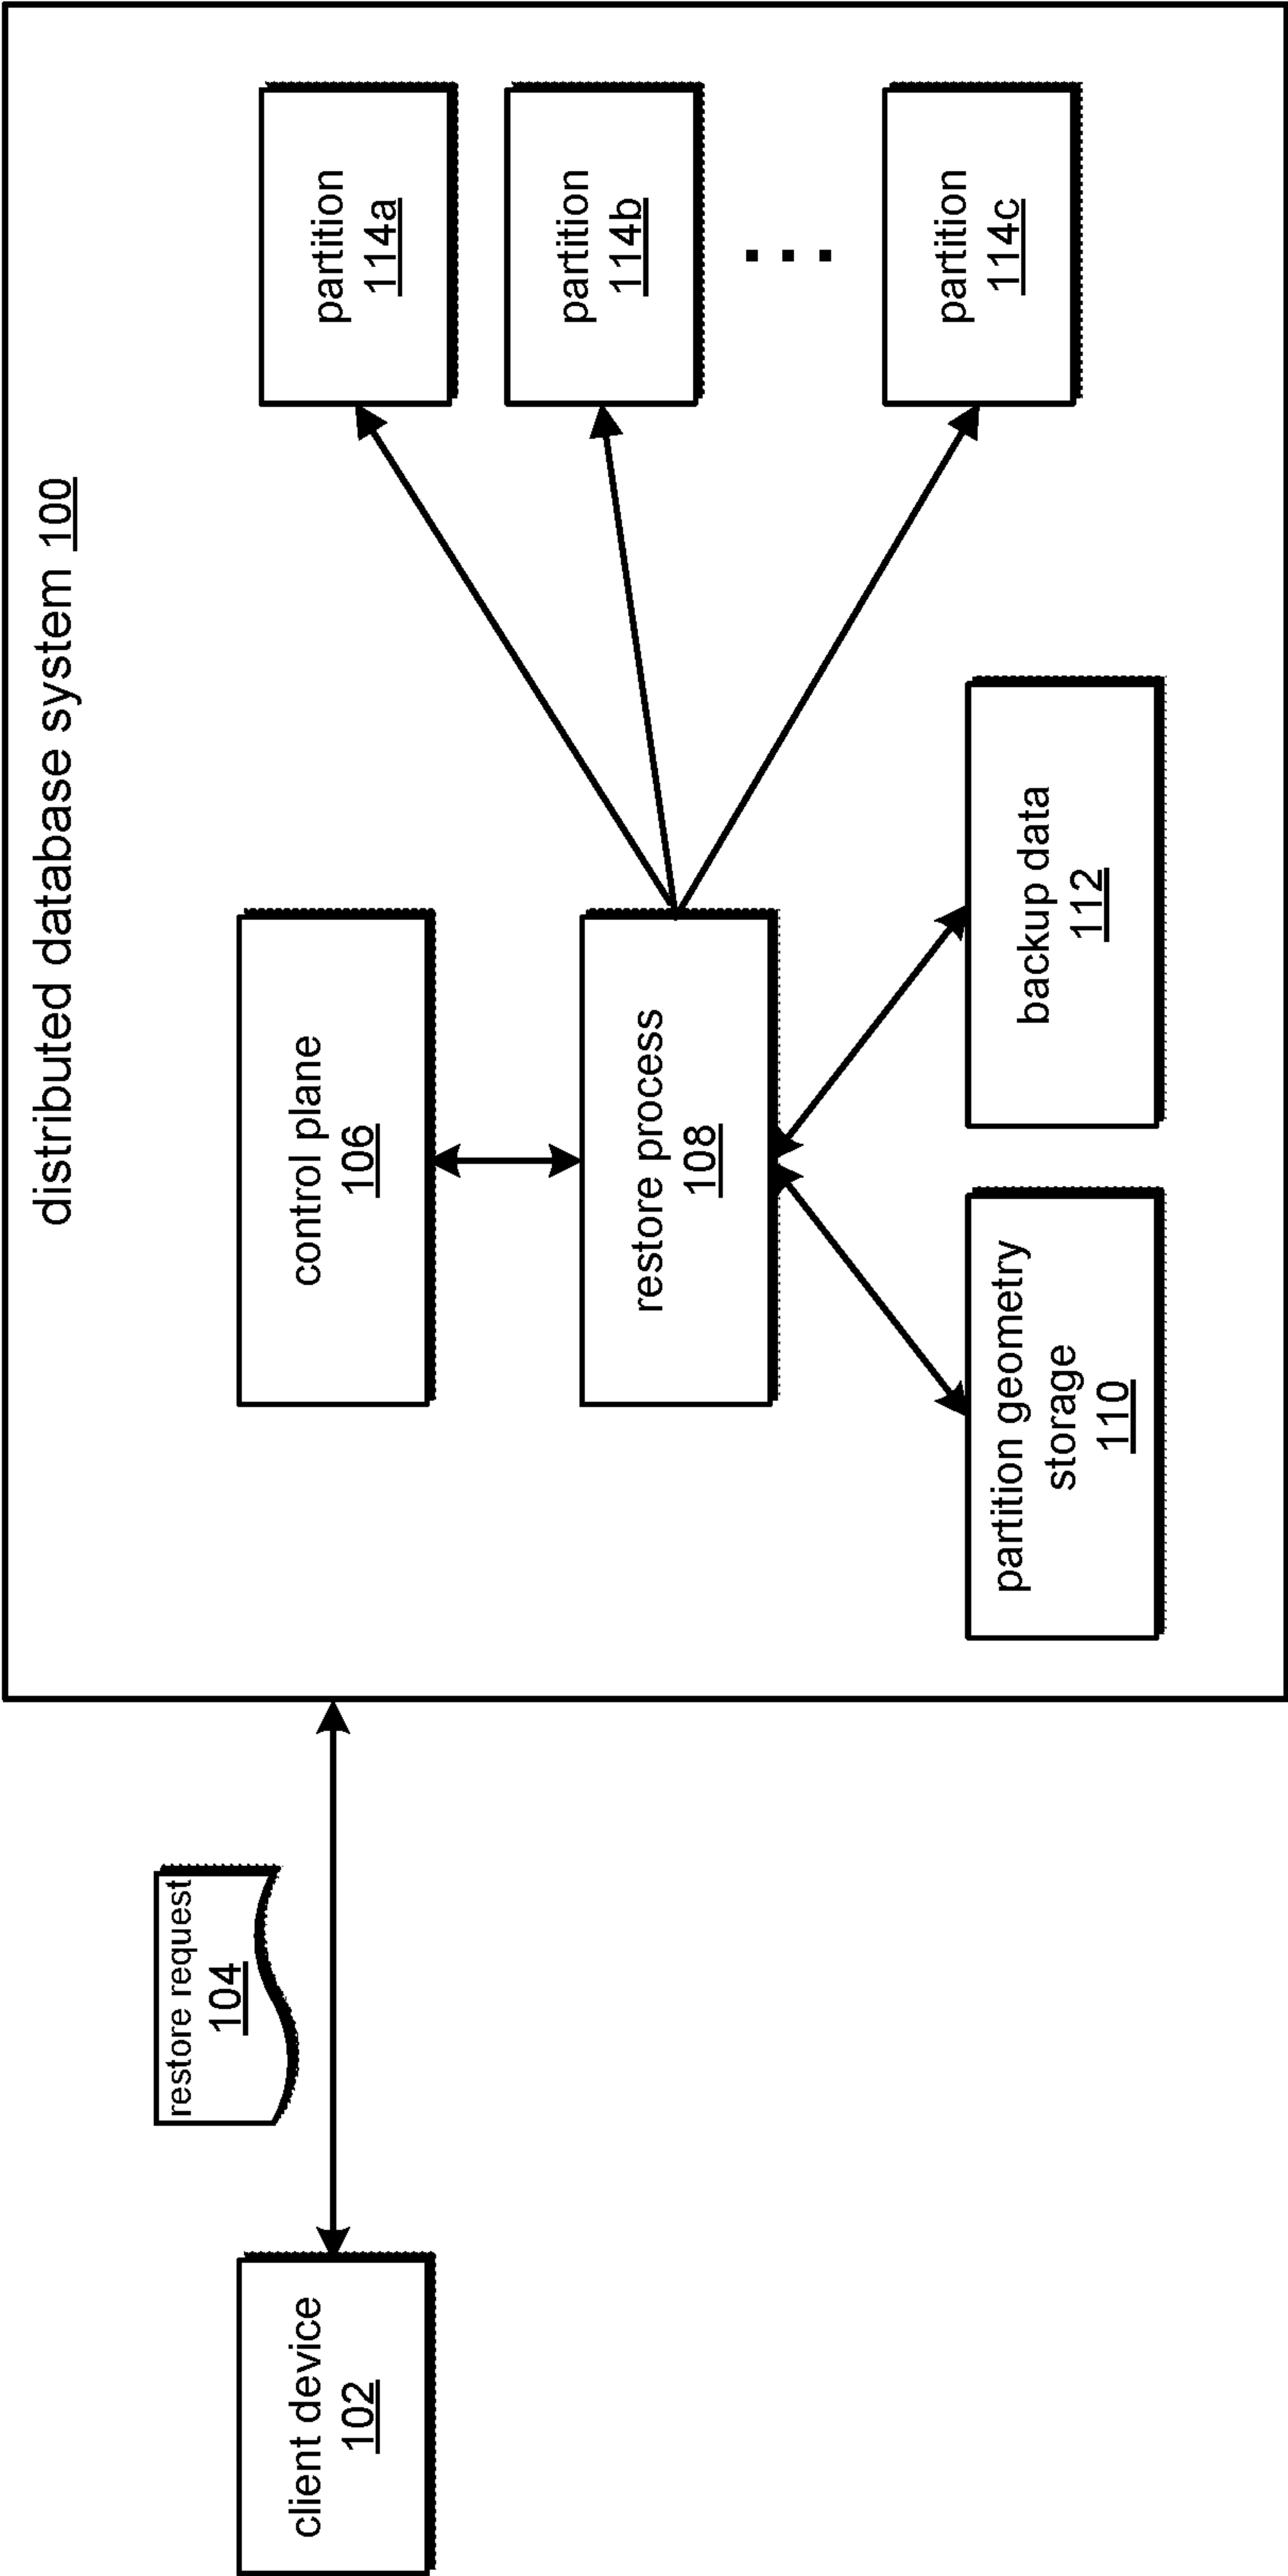 distributed database system 100
restore request
104
client device
102
control plane
106
restore process
108
partition geometry
storage
110
backup data
112
partition
114a
partition
114b
...
partition
114c